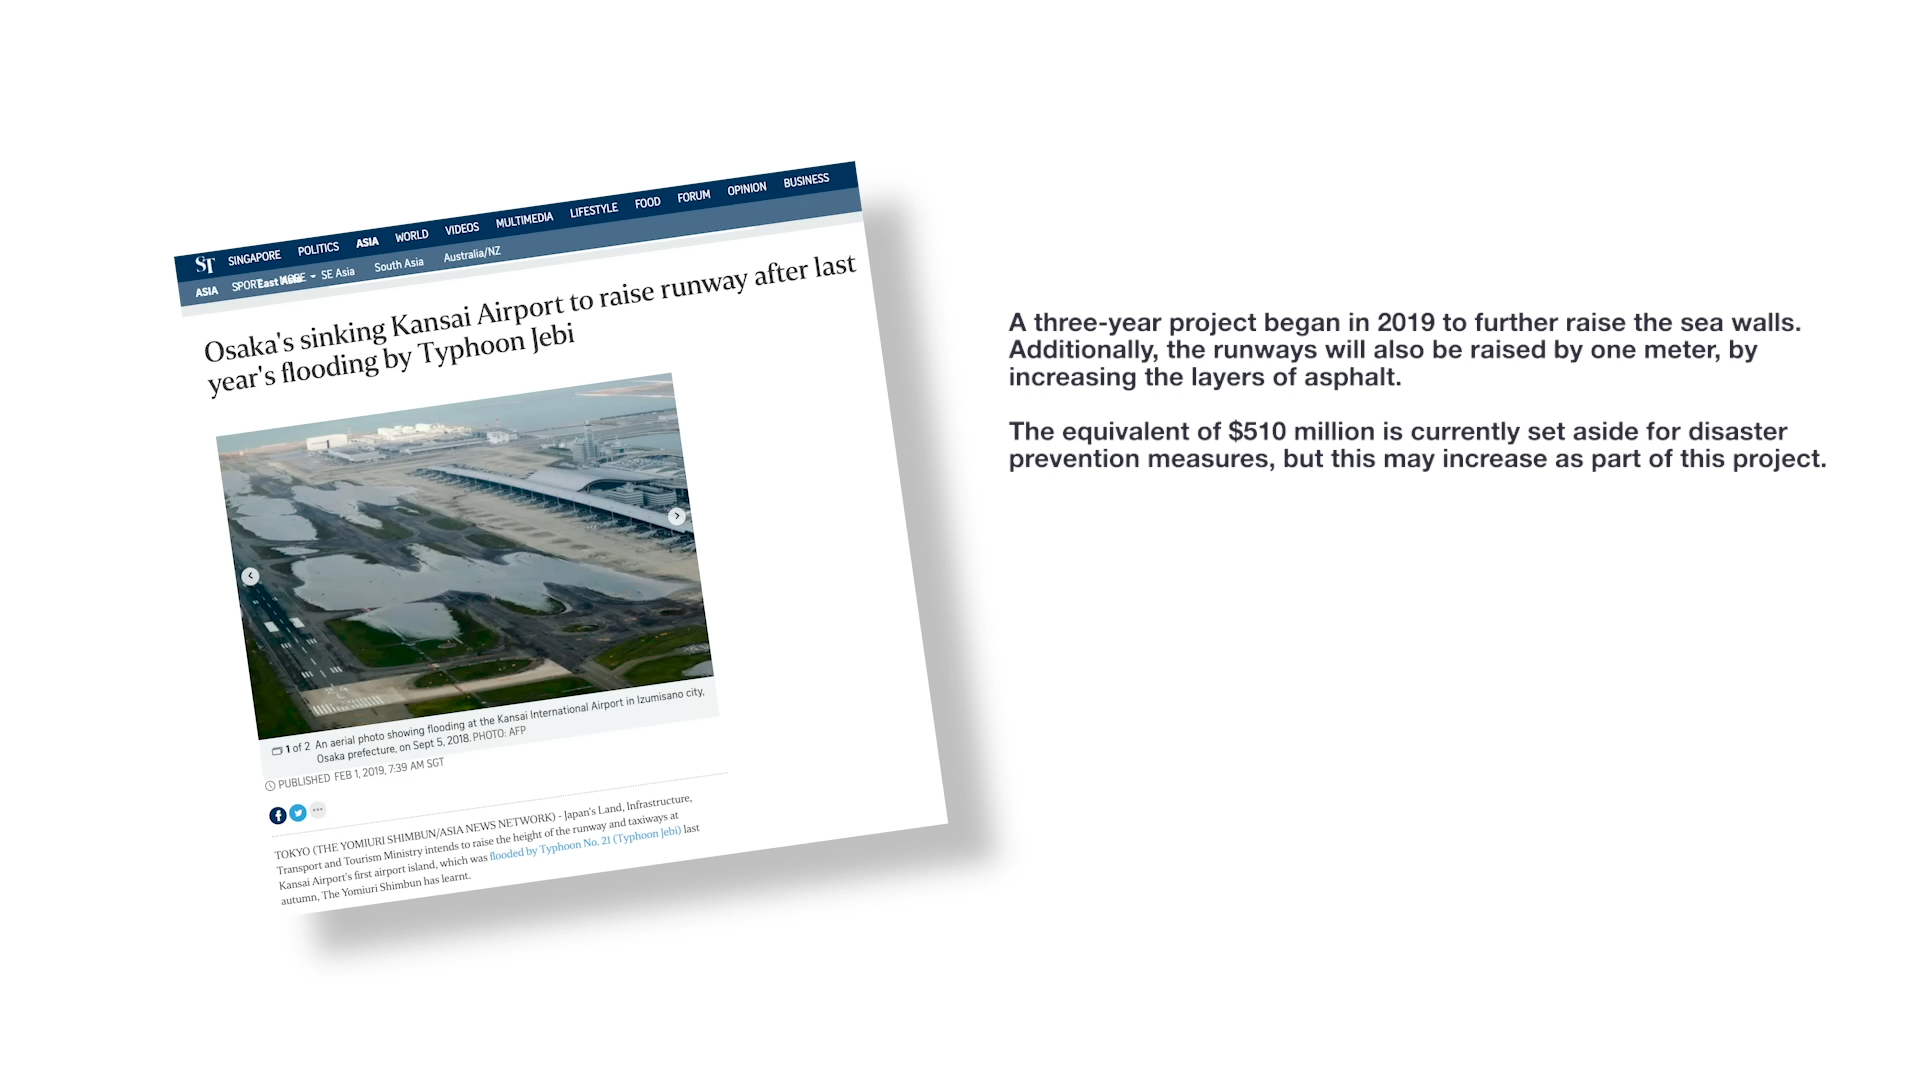 ST SINGAPORE POLITICS ASIA WORLD VIDEOS MULTIMEDIA LIFESTYLE FOOD FORUM OPINION BUSINESS
ASIA SPORT East Asia MORE SE Asia South Asia Australia/NZ
Osaka's sinking Kansai Airport to raise runway after last
year's flooding by Typhoon Jebi
1 of 2 An aerial photo showing flooding at the Kansai International Airport in Izumisano city,
Osaka prefecture, on Sept 5, 2018. PHOTO: AFP
PUBLISHED FEB 1, 2019, 7:39 AM SGT
TOKYO (THE YOMIURI SHIMBUN/ASIA NEWS NETWORK) - Japan's Land, Infrastructure,
Transport and Tourism Ministry intends to raise the height of the runway and taxiways at
Kansai Airport's first airport island, which was flooded by Typhoon No. 21 (Typhoon Jebi) last
autumn, The Yomiuri Shimbun has learnt.
A three-year project began in 2019 to further raise the sea walls.
Additionally, the runways will also be raised by one meter, by
increasing the layers of asphalt.
The equivalent of $510 million is currently set aside for disaster
prevention measures, but this may increase as part of this project.